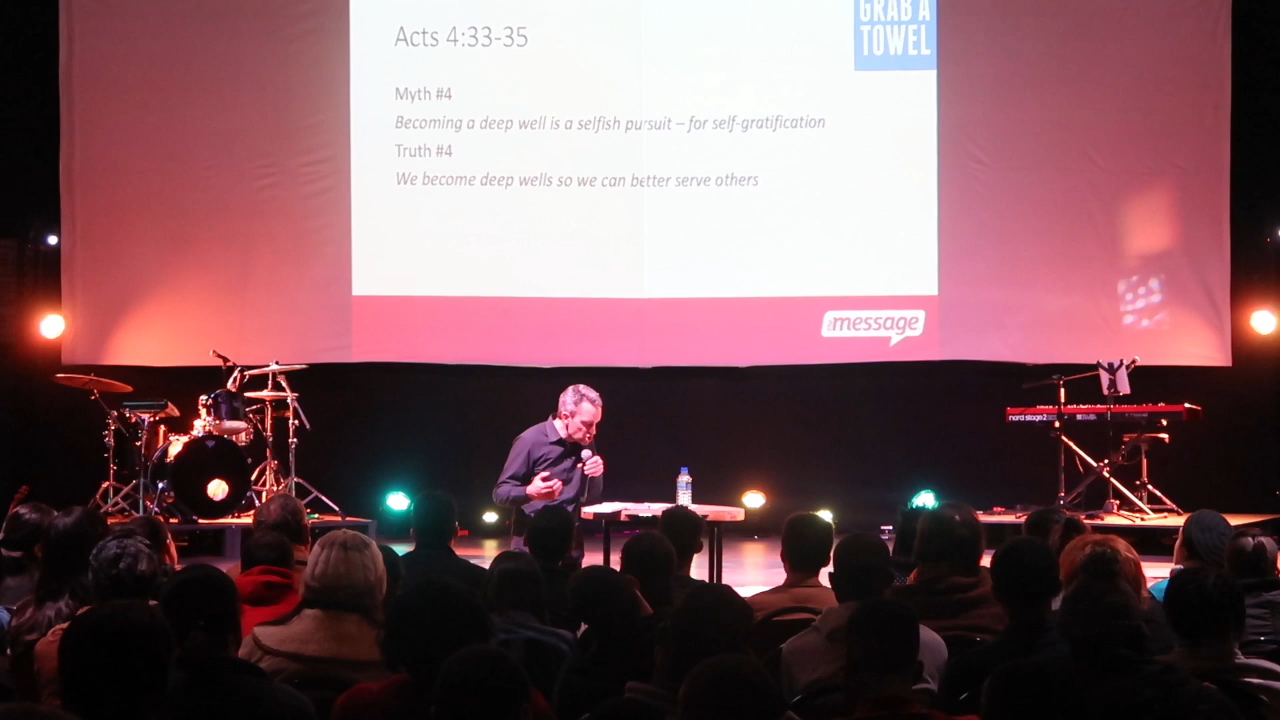 Acts 4:33-35
GRAB A
TOWEL
Myth #4
Becoming a deep well is a selfish pursuit – for self-gratification
Truth #4
We become deep wells so we can better serve others
the message
nord stage 2